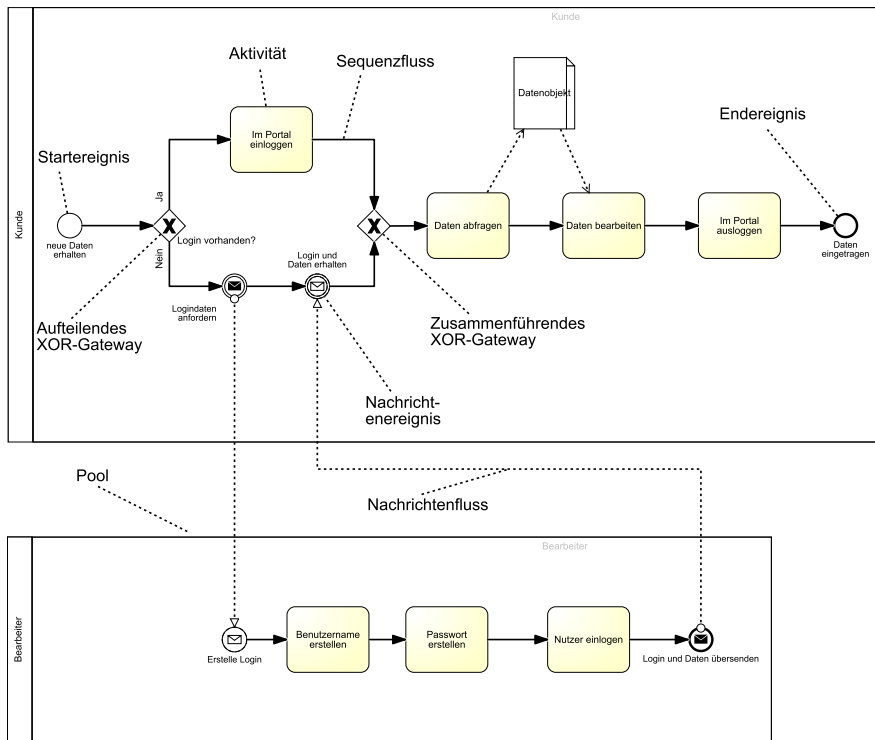 Kunde
Kunde
Aktivität
Sequenzfluss
Datenobjekt
Endereignis
Startereignis
Im Portal
einloggen
Ja
neue Daten
erhalten
Login vorhanden?
Nein
Daten abfragen
Daten bearbeiten
Im Portal
ausloggen
Daten
eingetragen
Login und
Daten erhalten
Logindaten
anfordern
Aufteilendes
XOR-Gateway
Zusammenführendes
XOR-Gateway
Nachricht-
enereignis
Pool
Nachrichtenfluss
Bearbeiter
Bearbeiter
Erstelle Login
Benutzername
erstellen
Passwort
erstellen
Nutzer einlogen
Login und Daten übersenden